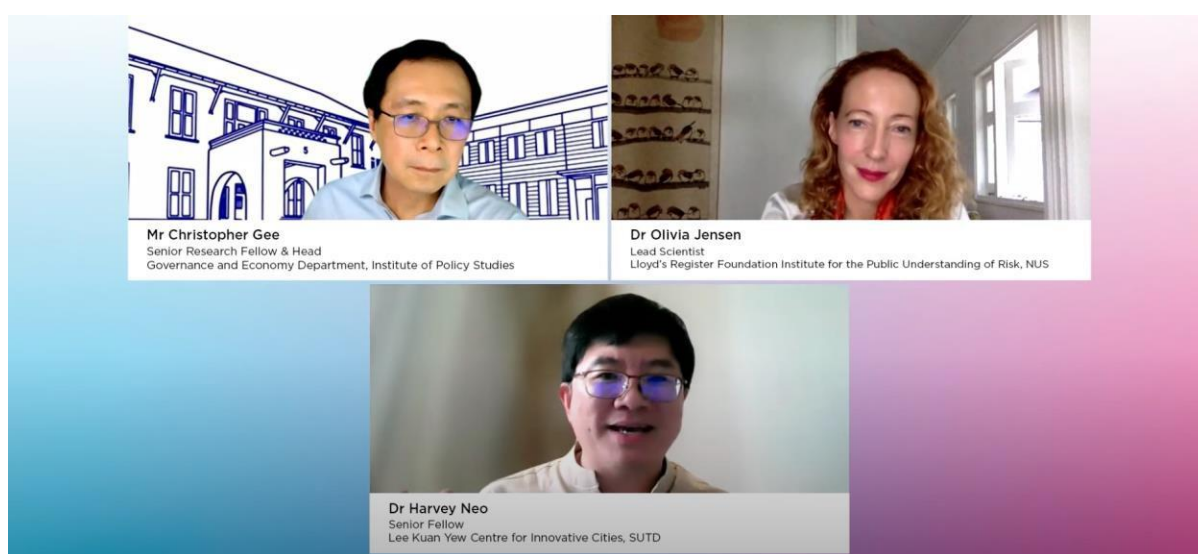 Mr Christopher Gee
Senior Research Fellow & Head
Governance and Economy Department, Institute of Policy Studies
Dr Olivia Jensen
Lead Scientist
Lloyd's Register Foundation Institute for the Public Understanding of Risk, NUS
5
Dr Harvey Neo
Senior Fellow
Lee Kuan Yew Centre for Innovative Cities, SUTD